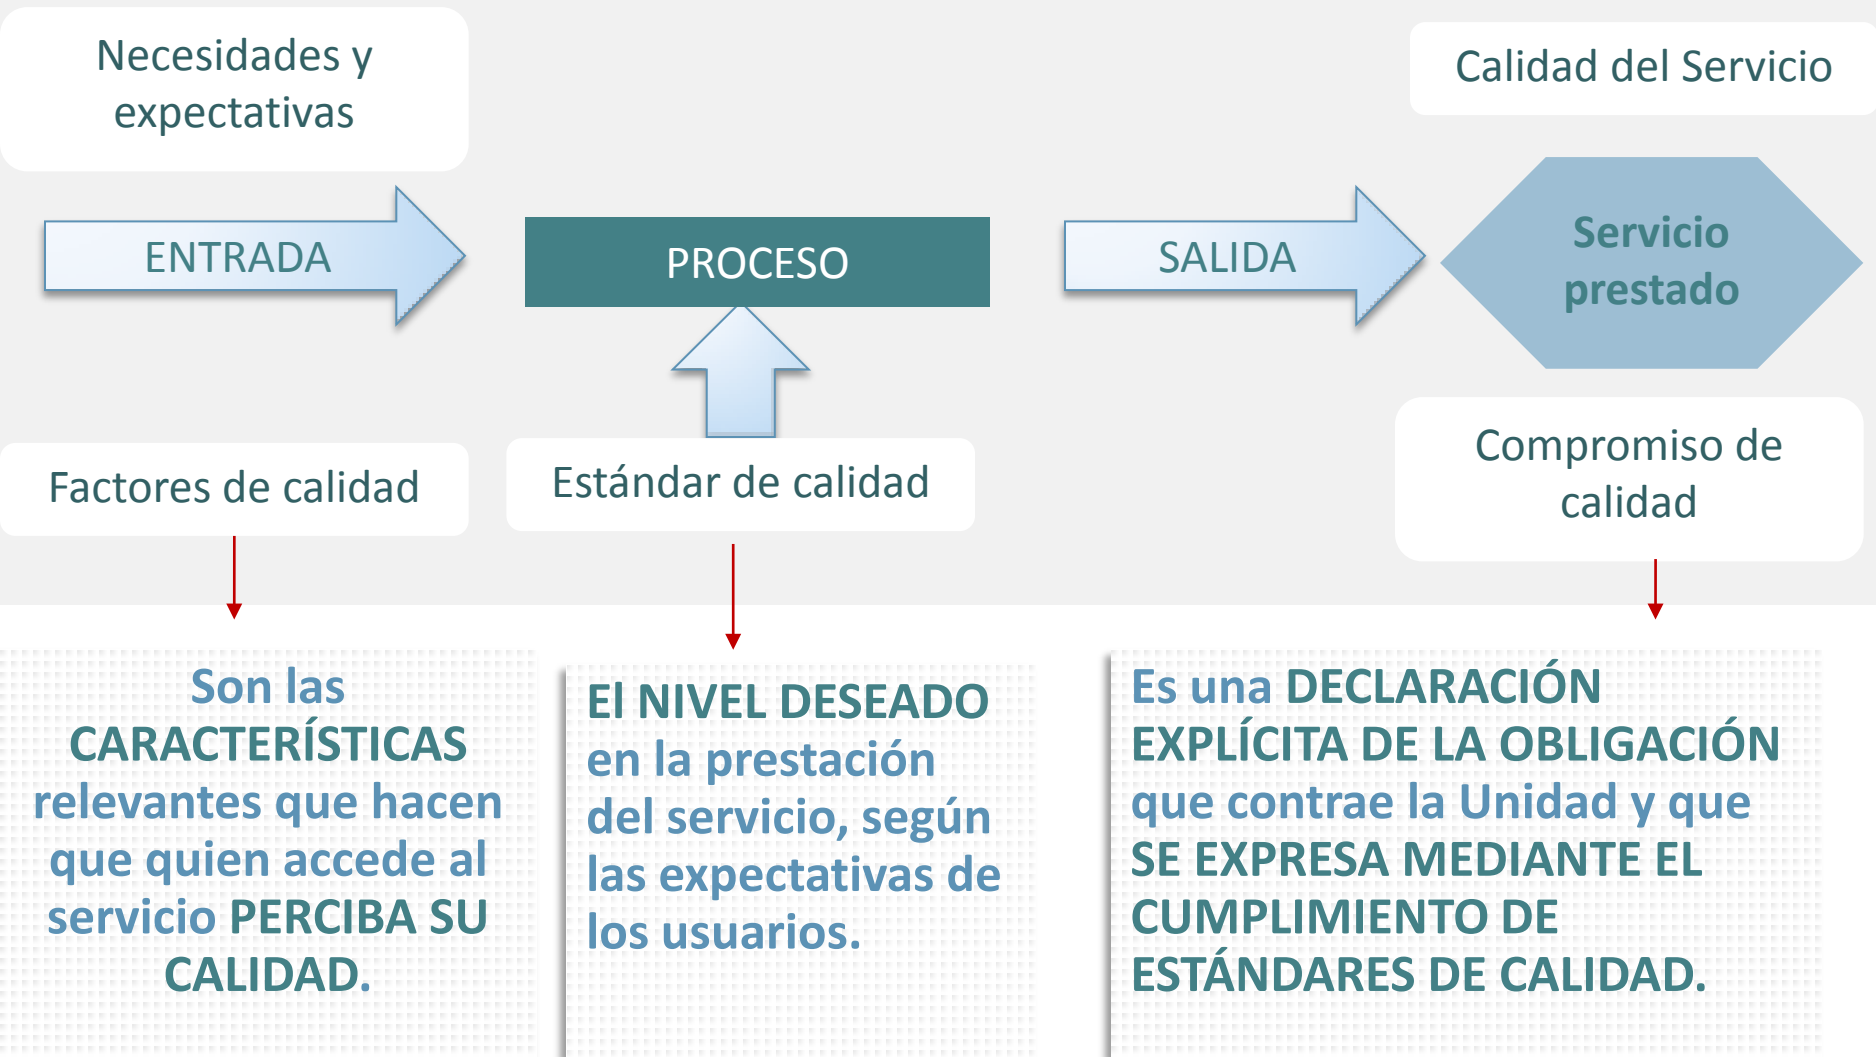 Necesidades y
expectativas
Calidad del Servicio
ENTRADA
PROCESO
SALIDA
Servicio
prestado
Factores de calidad
Estándar de calidad
Compromiso de
calidad
Son las
CARACTERÍSTICAS
relevantes que hacen
que quien accede al
servicio PERCIBA SU
CALIDAD.
El NIVEL DESEADO
en la prestación
del servicio, según
las expectativas de
los usuarios.
Es una DECLARACIÓN
EXPLÍCITA DE LA OBLIGACIÓN
que contrae la Unidad y que
SE EXPRESA MEDIANTE EL
CUMPLIMIENTO DE
ESTÁNDARES DE CALIDAD.